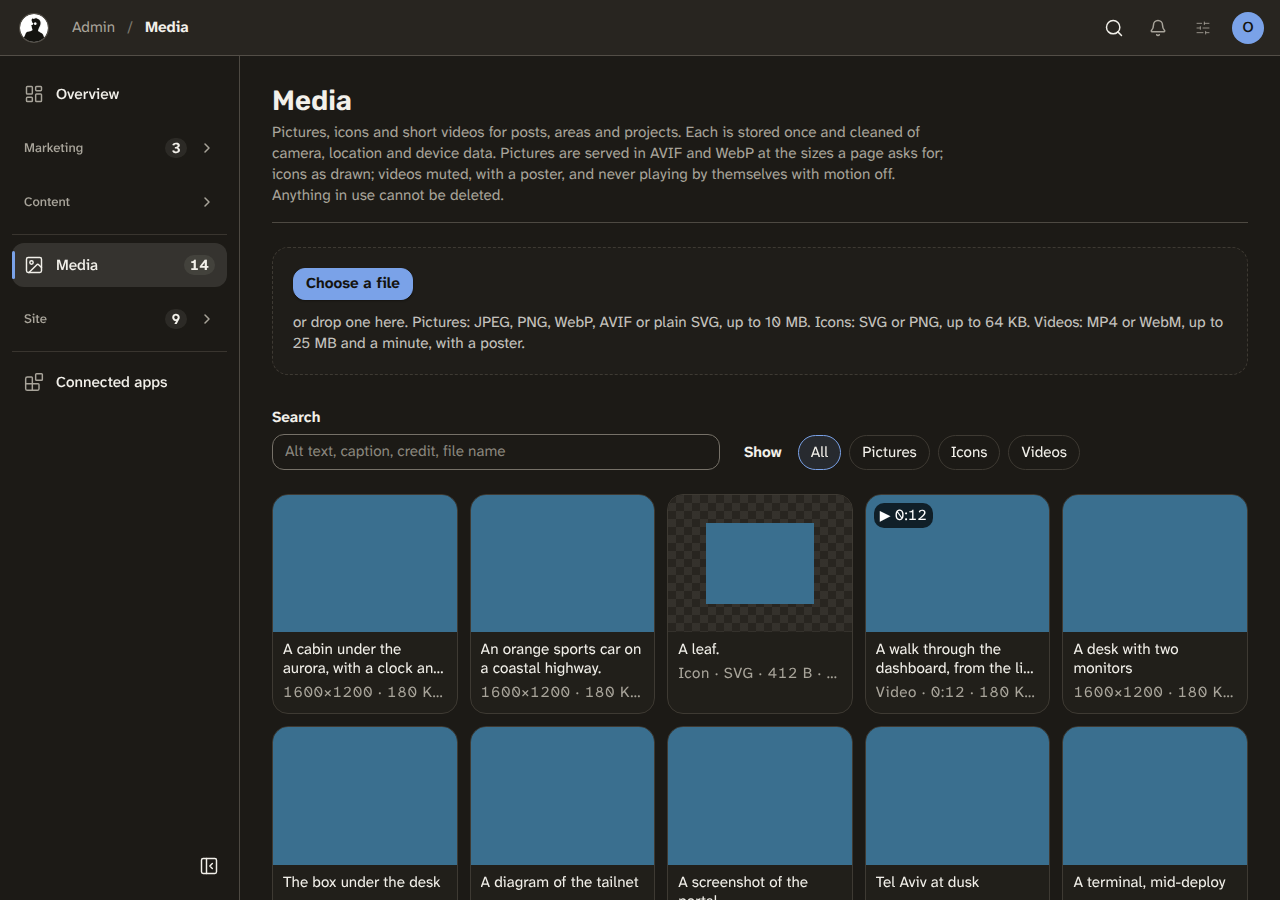 Admin / Media
O
Overview
Marketing 3
Content
Media 14
Site 9
Connected apps
Media
Pictures, icons and short videos for posts, areas and projects. Each is stored once and cleaned of
camera, location and device data. Pictures are served in AVIF and WebP at the sizes a page asks for;
icons as drawn; videos muted, with a poster, and never playing by themselves with motion off.
Anything in use cannot be deleted.
Choose a file
or drop one here. Pictures: JPEG, PNG, WebP, AVIF or plain SVG, up to 10 MB. Icons: SVG or PNG, up to 64 KB. Videos: MP4 or WebM, up to
25 MB and a minute, with a poster.
Search
Alt text, caption, credit, file name
Show All Pictures Icons Videos
A cabin under the
aurora, with a clock an…
1600×1200 · 180 K…
An orange sports car on
a coastal highway.
1600×1200 · 180 K…
A leaf.
Icon · SVG · 412 B · …
▶ 0:12
A walk through the
dashboard, from the li…
Video · 0:12 · 180 K…
A desk with two
monitors
1600×1200 · 180 K…
The box under the desk
A diagram of the tailnet
A screenshot of the
portal
Tel Aviv at dusk
A terminal, mid-deploy